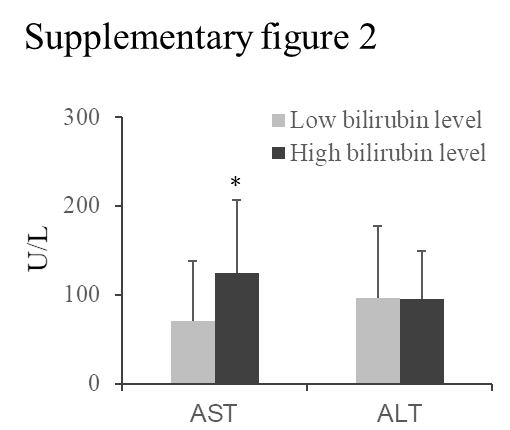 Supplementary figure 2
300
200
100
0
U/L
Low bilirubin level
High bilirubin level
*
AST
ALT